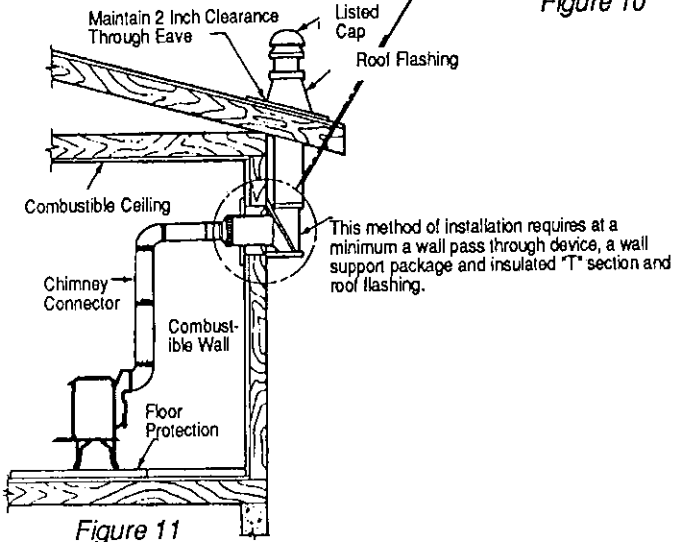 Figure 10
Maintain 2 Inch Clearance
Through Eave
Listed
Cap
Roof Flashing
Combustible Ceiling
This method of installation requires at a
minimum a wall pass through device, a wall
support package and insulated "T" section and
roof flashing.
Chimney
Connector
Combust-
ible Wall
Floor
Protection
Figure 11